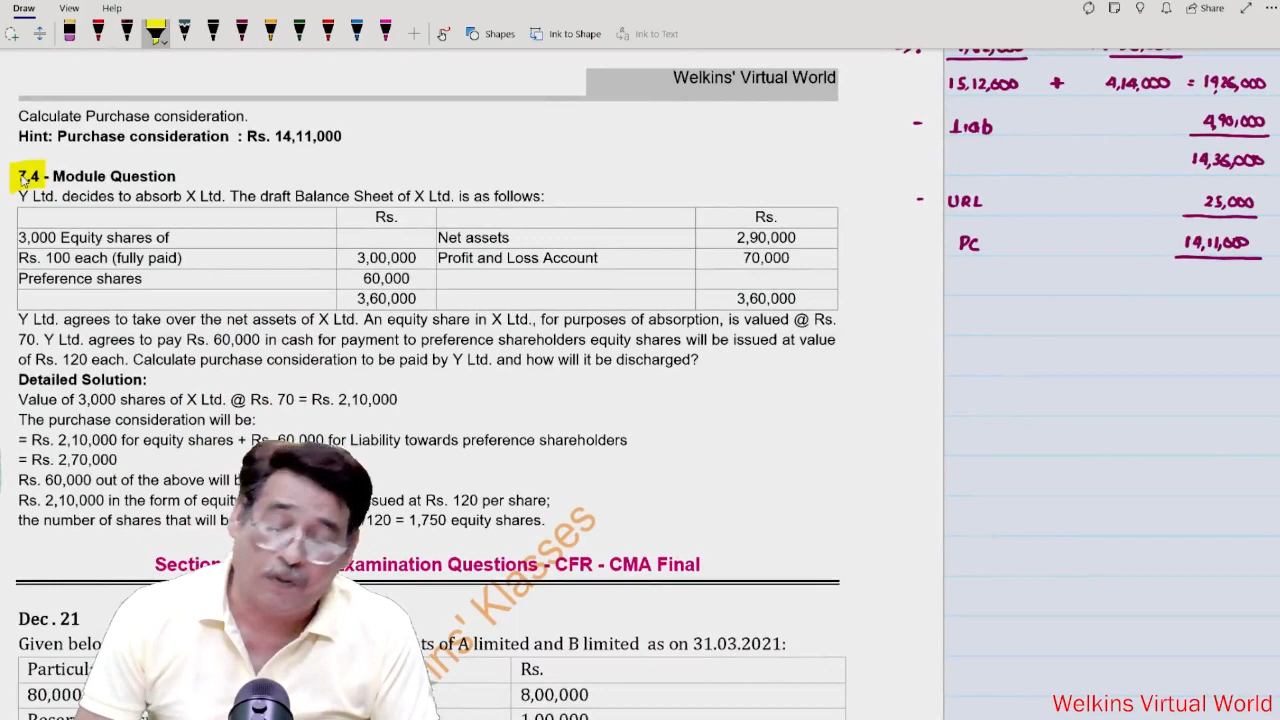 Draw View Help
Shapes Ink to Shape Ink to Text Share
Welkins' Virtual World
Calculate Purchase consideration.
Hint: Purchase consideration : Rs. 14,11,000
7.4 - Module Question
Y Ltd. decides to absorb X Ltd. The draft Balance Sheet of X Ltd. is as follows:
Rs. Rs.
3,000 Equity shares of Net assets 2,90,000
Rs. 100 each (fully paid) 3,00,000 Profit and Loss Account 70,000
Preference shares 60,000
3,60,000 3,60,000
Y Ltd. agrees to take over the net assets of X Ltd. An equity share in X Ltd., for purposes of absorption, is valued @ Rs.
70. Y Ltd. agrees to pay Rs. 60,000 in cash for payment to preference shareholders equity shares will be issued at value
of Rs. 120 each. Calculate purchase consideration to be paid by Y Ltd. and how will it be discharged?
Detailed Solution:
Value of 3,000 shares of X Ltd. @ Rs. 70 = Rs. 2,10,000
The purchase consideration will be:
= Rs. 2,10,000 for equity shares + Rs. 60,000 for Liability towards preference shareholders
= Rs. 2,70,000
Rs. 60,000 out of the above will
Rs. 2,10,000 in the form of equity issued at Rs. 120 per share;
the number of shares that will 120 = 1,750 equity shares.
Section Examination Questions - CFR - CMA Final
Dec . 21
Given below of A limited and B limited as on 31.03.2021:
Rs.
80,000 8,00,000
1,00,000
Welkins' Klasses
15,12,000 + 4,14,000 = 1926,000
- Liab 4,90,000
14,36,000
- URL 25,000
PC 14,11,000
Welkins Virtual World